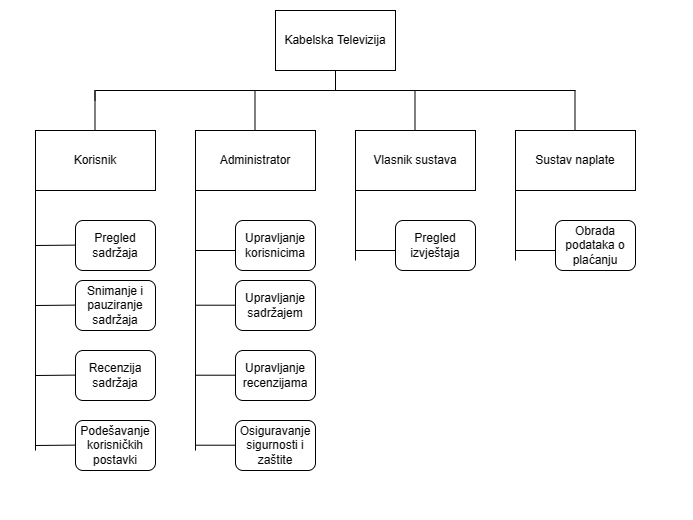 Kabelska Televizija
Korisnik
Administrator
Vlasnik sustava
Sustav naplate
Pregled
sadržaja
Snimanje i
pauziranje
sadržaja
Recenzija
sadržaja
Podešavanje
korisničkih
postavki
Upravljanje
korisnicima
Upravljanje
sadržajem
Upravljanje
recenzijama
Osiguravanje
sigurnosti i
zaštite
Pregled
izvještaja
Obrada
podataka o
plaćanju